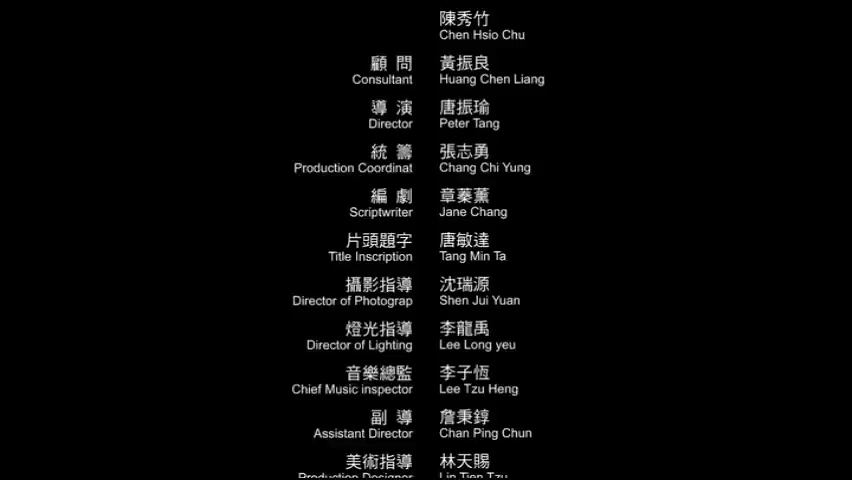 陳秀竹
Chen Hsio Chu
顧 問 黃振良
Consultant Huang Chen Liang
導 演 唐振瑜
Director Peter Tang
統 籌 張志勇
Production Coordinat Chang Chi Yung
編 劇 章蓁薰
Scriptwriter Jane Chang
片頭題字 唐敏達
Title Inscription Tang Min Ta
攝影指導 沈瑞源
Director of Photograp Shen Jui Yuan
燈光指導 李龍禹
Director of Lighting Lee Long yeu
音樂總監 李子恆
Chief Music inspector Lee Tzu Heng
副 導 詹秉錞
Assistant Director Chan Ping Chun
美術指導 林天賜
Production Designer Lin Tien Tzu